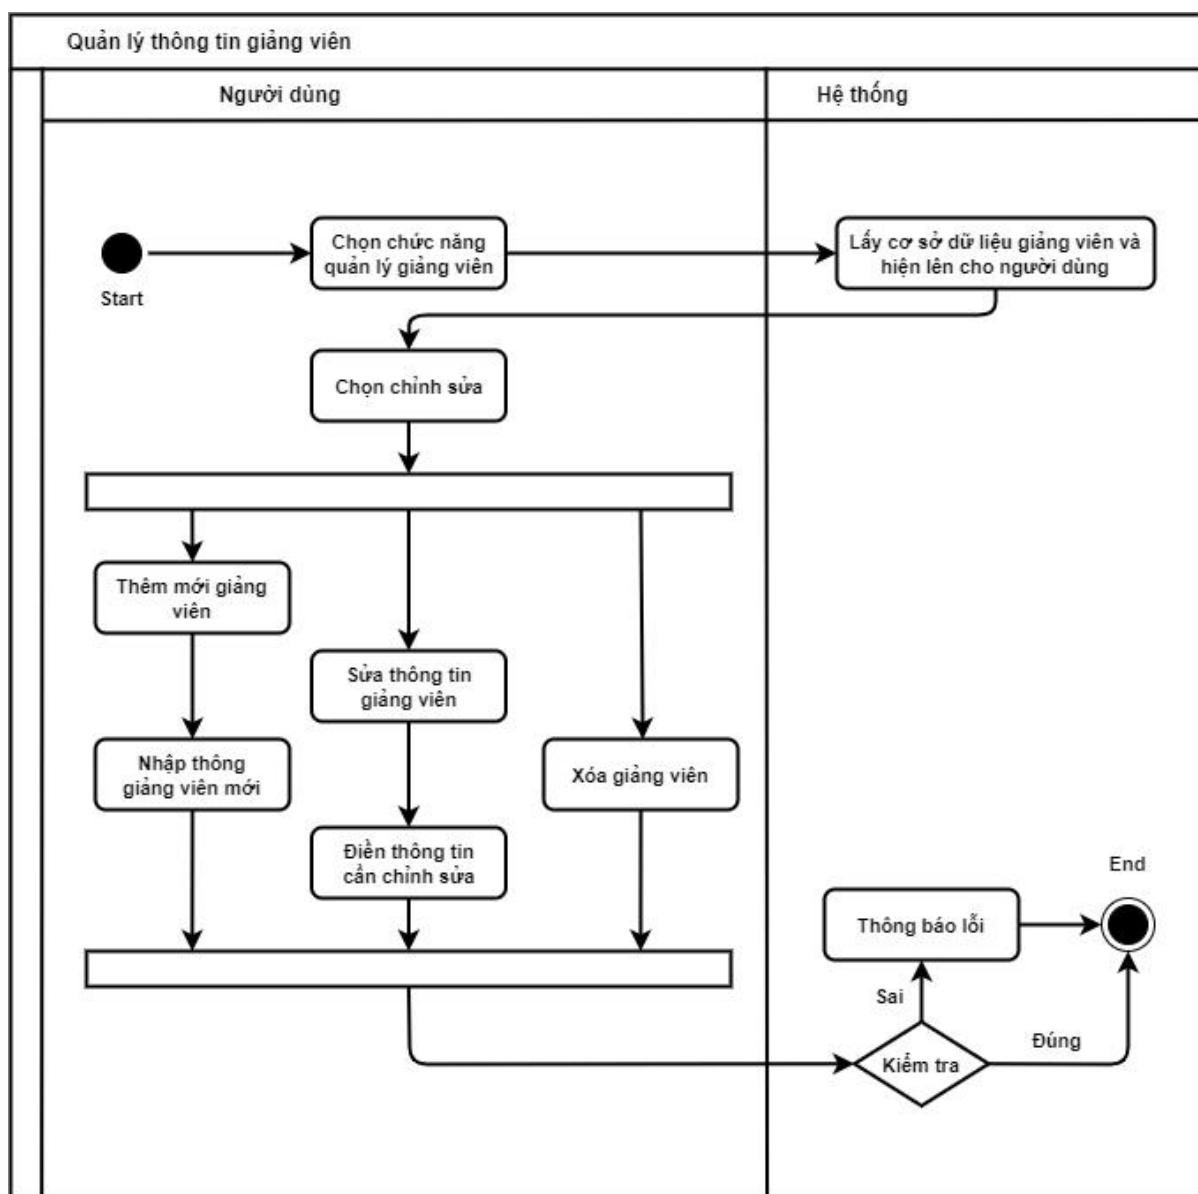 Quản lý thông tin giảng viên
Người dùng
Hệ thống
Start
Chọn chức năng
quản lý giảng viên
Lấy cơ sở dữ liệu giảng viên và
hiện lên cho người dùng
Chọn chỉnh sửa
Thêm mới giảng
viên
Sửa thông tin
giảng viên
Nhập thông
giảng viên mới
Xóa giảng viên
Điền thông tin
cần chỉnh sửa
End
Thông báo lỗi
Sai
Đúng
Kiểm tra